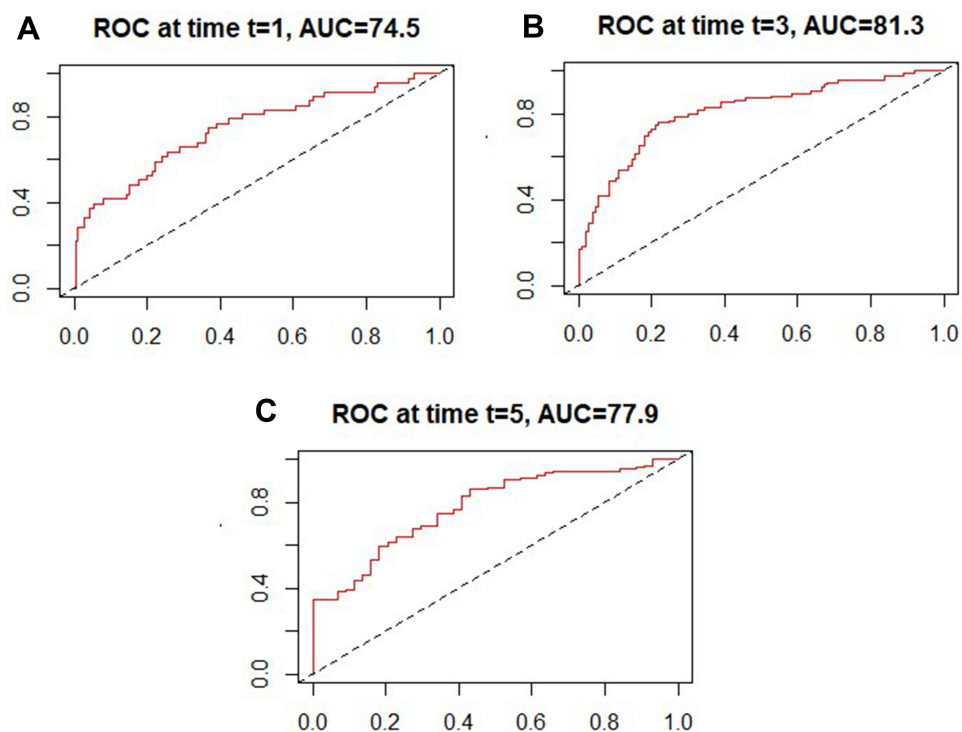 A
ROC at time t=1, AUC=74.5
0.0 0.4 0.8
0.0 0.2 0.4 0.6 0.8 1.0
B
ROC at time t=3, AUC=81.3
0.0 0.4 0.8
0.0 0.2 0.4 0.6 0.8 1.0
C
ROC at time t=5, AUC=77.9
0.0 0.4 0.8
0.0 0.2 0.4 0.6 0.8 1.0